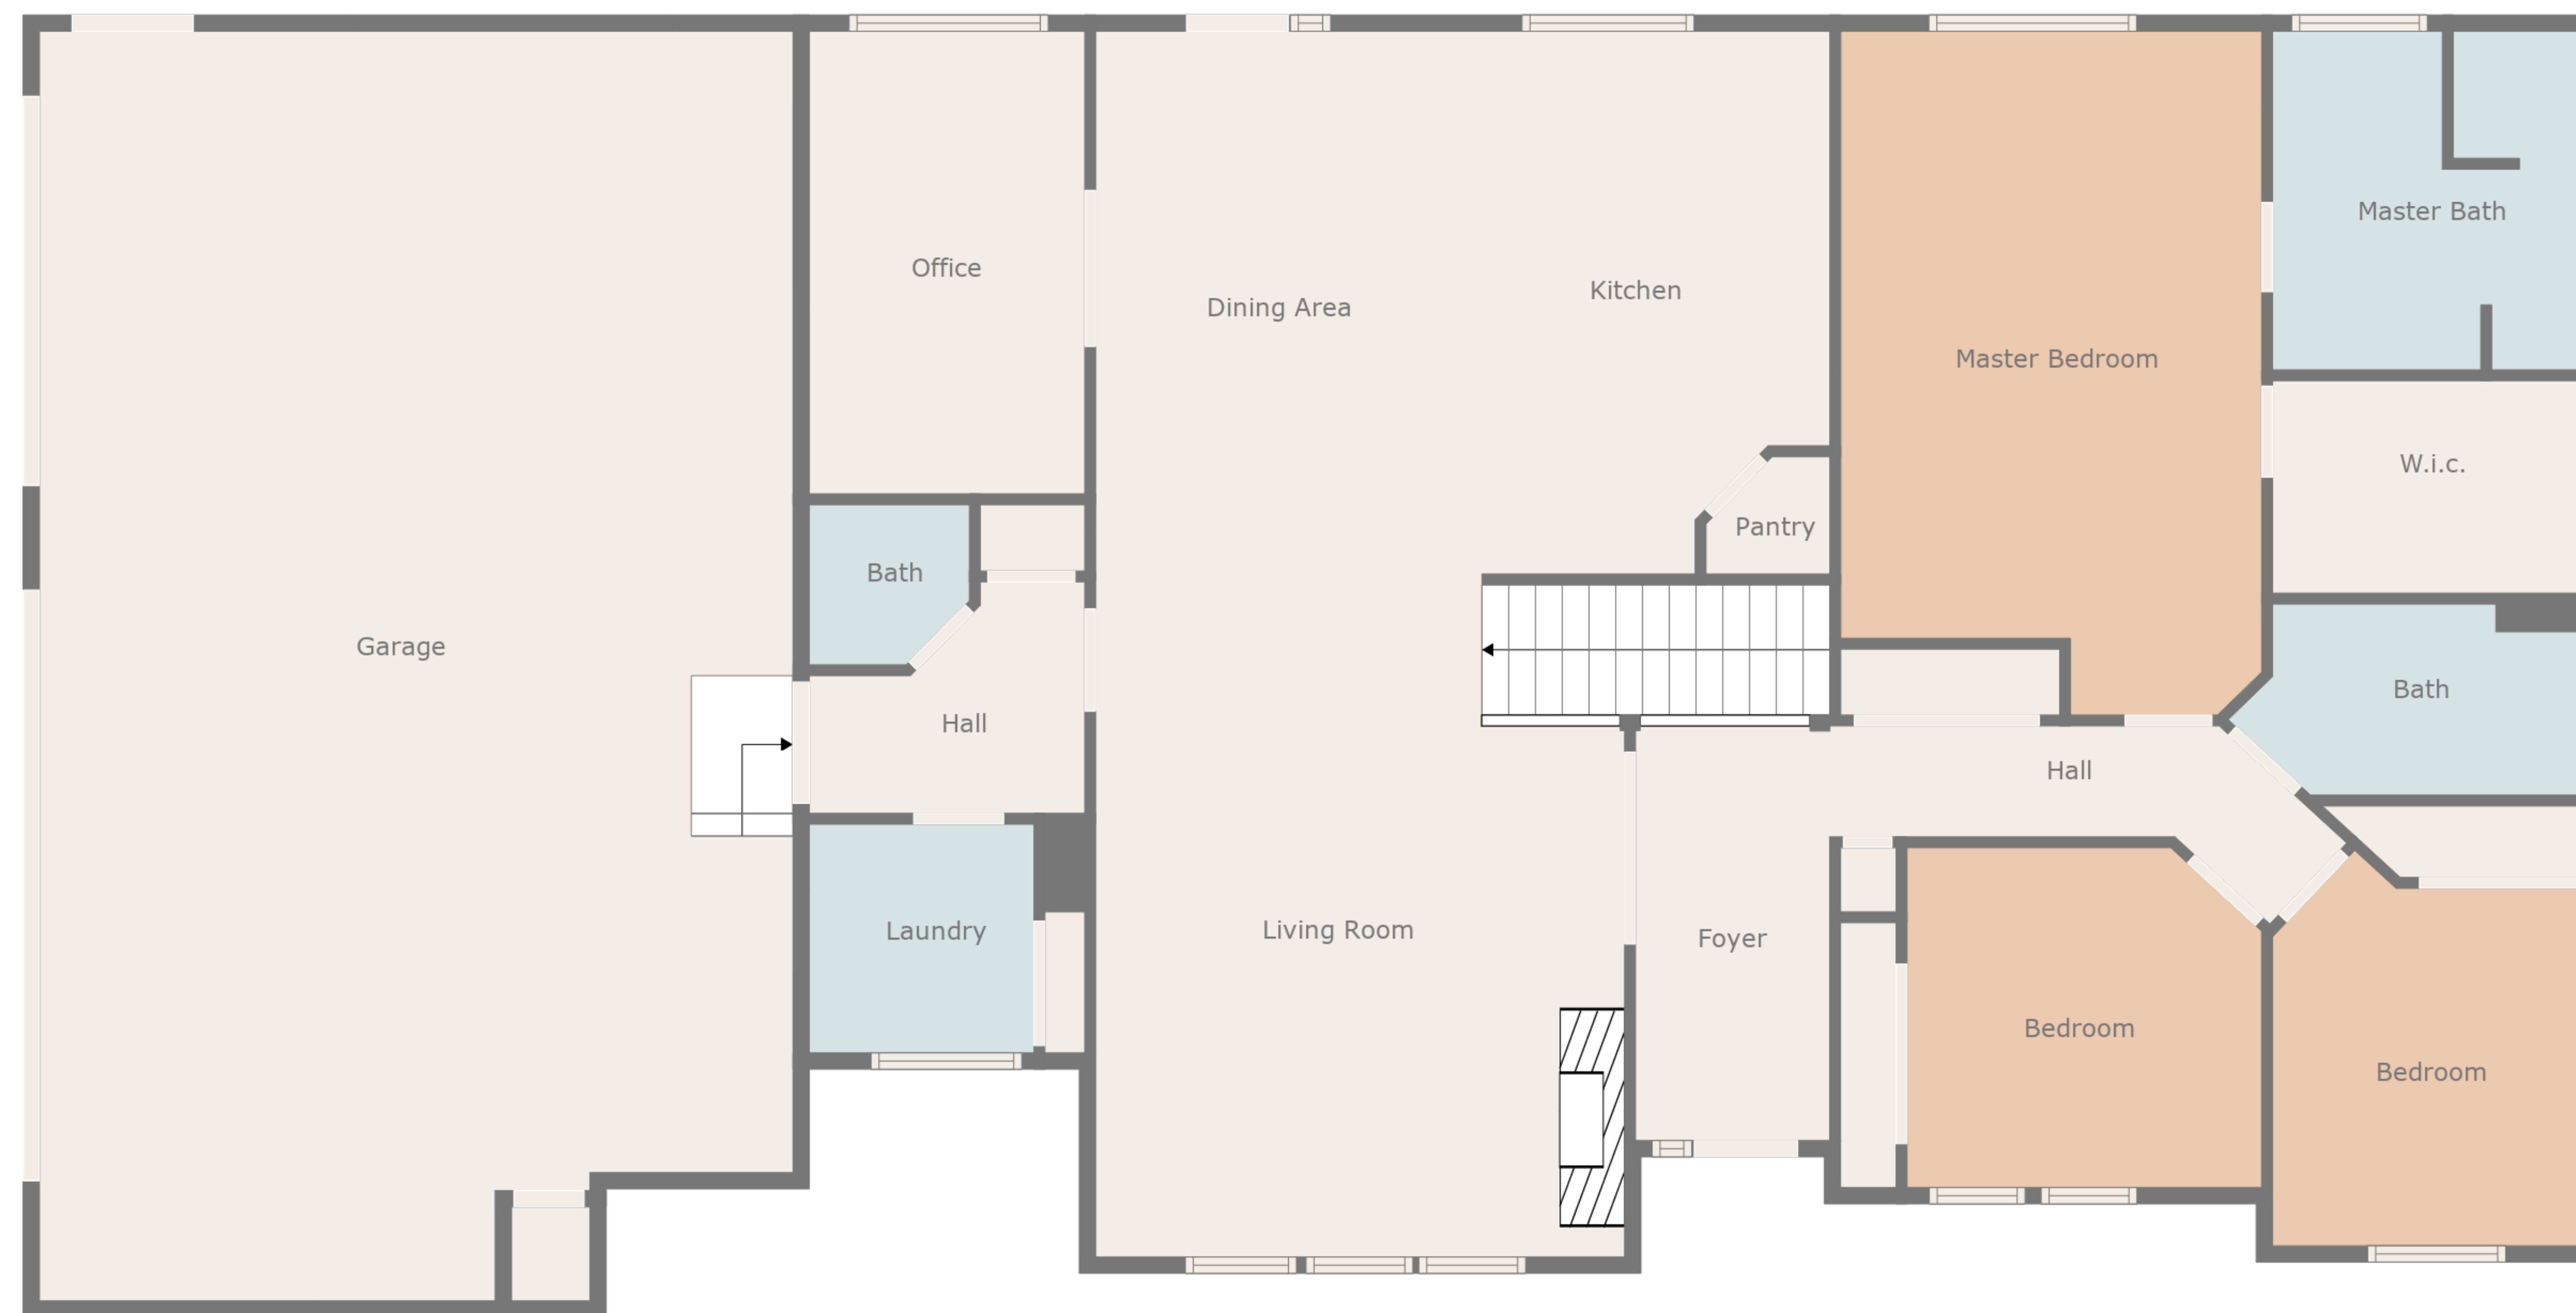 Master Bath
Office
Kitchen
Dining Area
Master Bedroom
W.i.c.
Pantry
Bath
Garage
Bath
Hall
Hall
Living Room
Laundry
Foyer
Bedroom
Bedroom